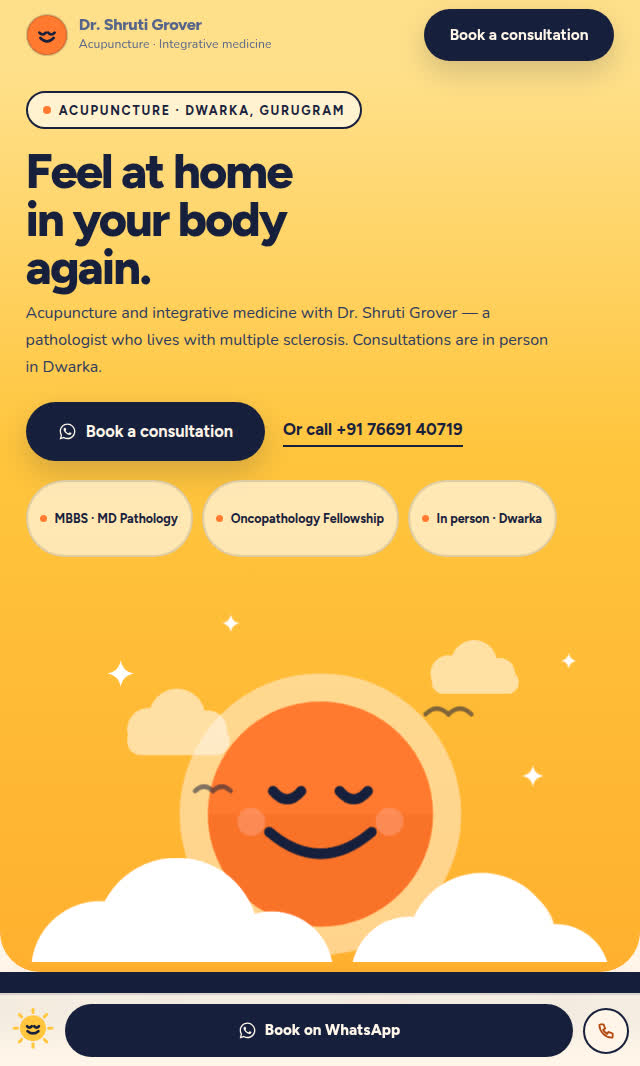 Dr. Shruti Grover
Acupuncture · Integrative medicine
Book a consultation
ACUPUNCTURE · DWARKA, GURUGRAM
Feel at home
in your body
again.
Acupuncture and integrative medicine with Dr. Shruti Grover — a
pathologist who lives with multiple sclerosis. Consultations are in person
in Dwarka.
Book a consultation
Or call +91 76691 40719
MBBS · MD Pathology
Oncopathology Fellowship
In person · Dwarka
Book on WhatsApp